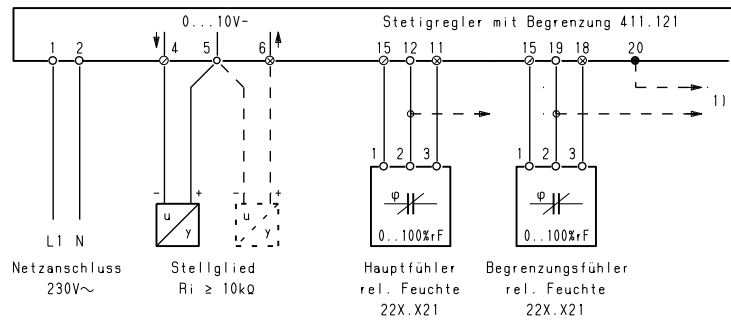 0...10V-
Stetigregler mit Begrenzung 411.121
1 2 4 5 6 15 12 11 15 19 18 20
1)
1 2 3 1 2 3
- + - +
u y u y φ φ
0..100%rF 0..100%rF
L1 N
Netzanschluss
230V~
Stellglied
Ri ≥ 10kΩ
Hauptfühler
rel. Feuchte
22X.X21
Begrenzungsfühler
rel. Feuchte
22X.X21